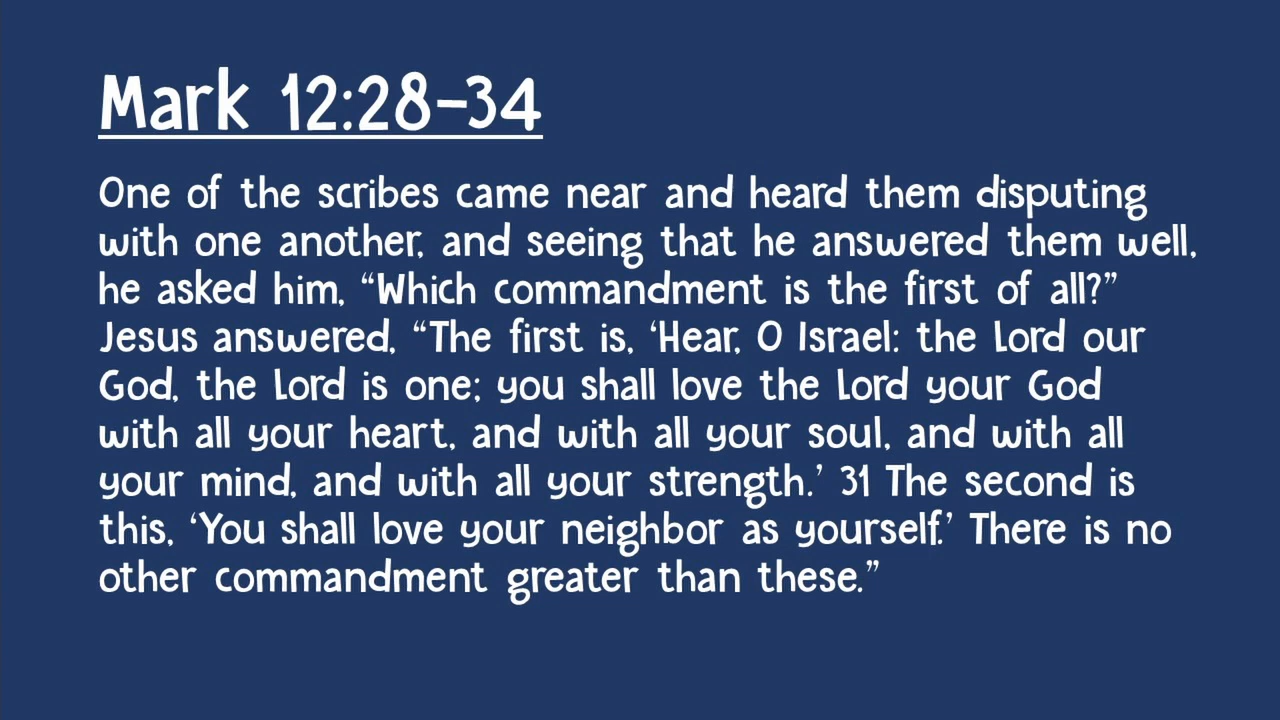 Mark 12:28–34
One of the scribes came near and heard them disputing
with one another, and seeing that he answered them well,
he asked him, “Which commandment is the first of all?”
Jesus answered, “The first is, ‘Hear, O Israel: the Lord our
God, the Lord is one; you shall love the Lord your God
with all your heart, and with all your soul, and with all
your mind, and with all your strength.’ 31 The second is
this, ‘You shall love your neighbor as yourself.’ There is no
other commandment greater than these.”